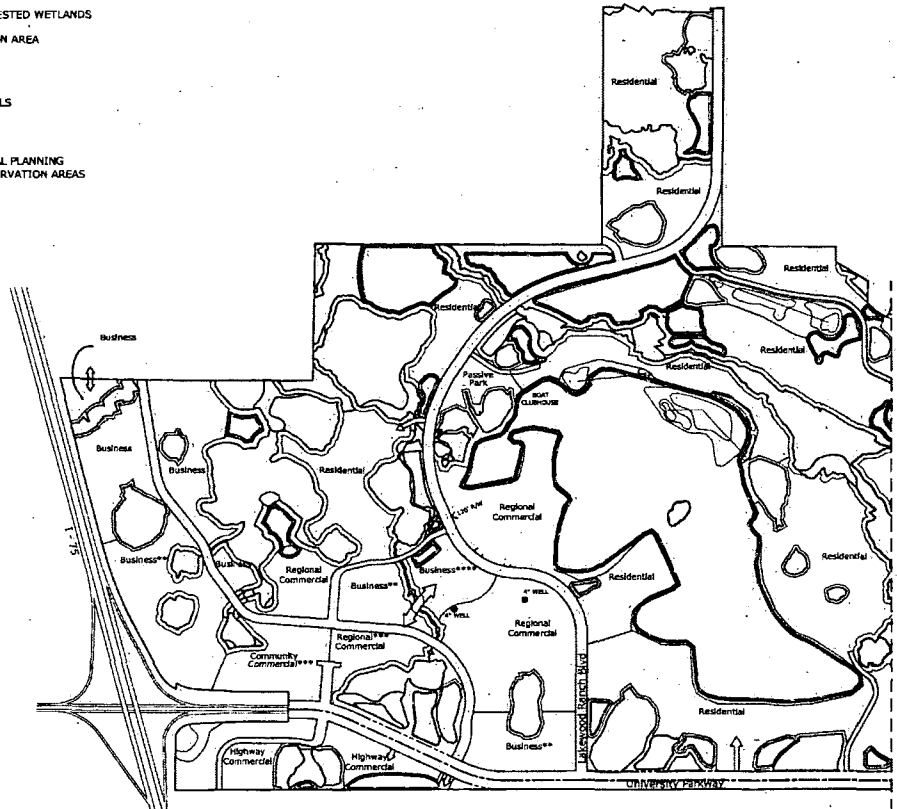 ESTED WETLANDS
N AREA
LS
L PLANNING
RVATION AREAS
Residential
Residential
Residential
Residential
Residential
Residential
Business
Passive
Park
BOAT
CLUBHOUSE
Business
Business
Residential
Regional
Commercial
120' R/W
I - 75
Business**
Regional
Commercial
Business**
Business****
Residential
Residential
4" WELL
4" WELL
Regional
Commercial
Regional***
Commercial
Community
Commercial***
Lakewood Ranch Blvd
Residential
Business**
Highway
Commercial
Highway
Commercial
University Parkway